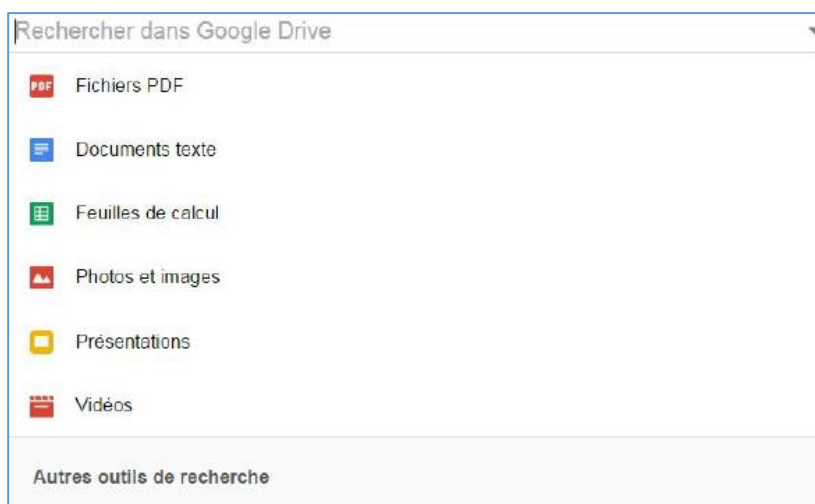 Rechercher dans Google Drive
PDF Fichiers PDF
Documents texte
Feuilles de calcul
Photos et images
Présentations
Vidéos
Autres outils de recherche